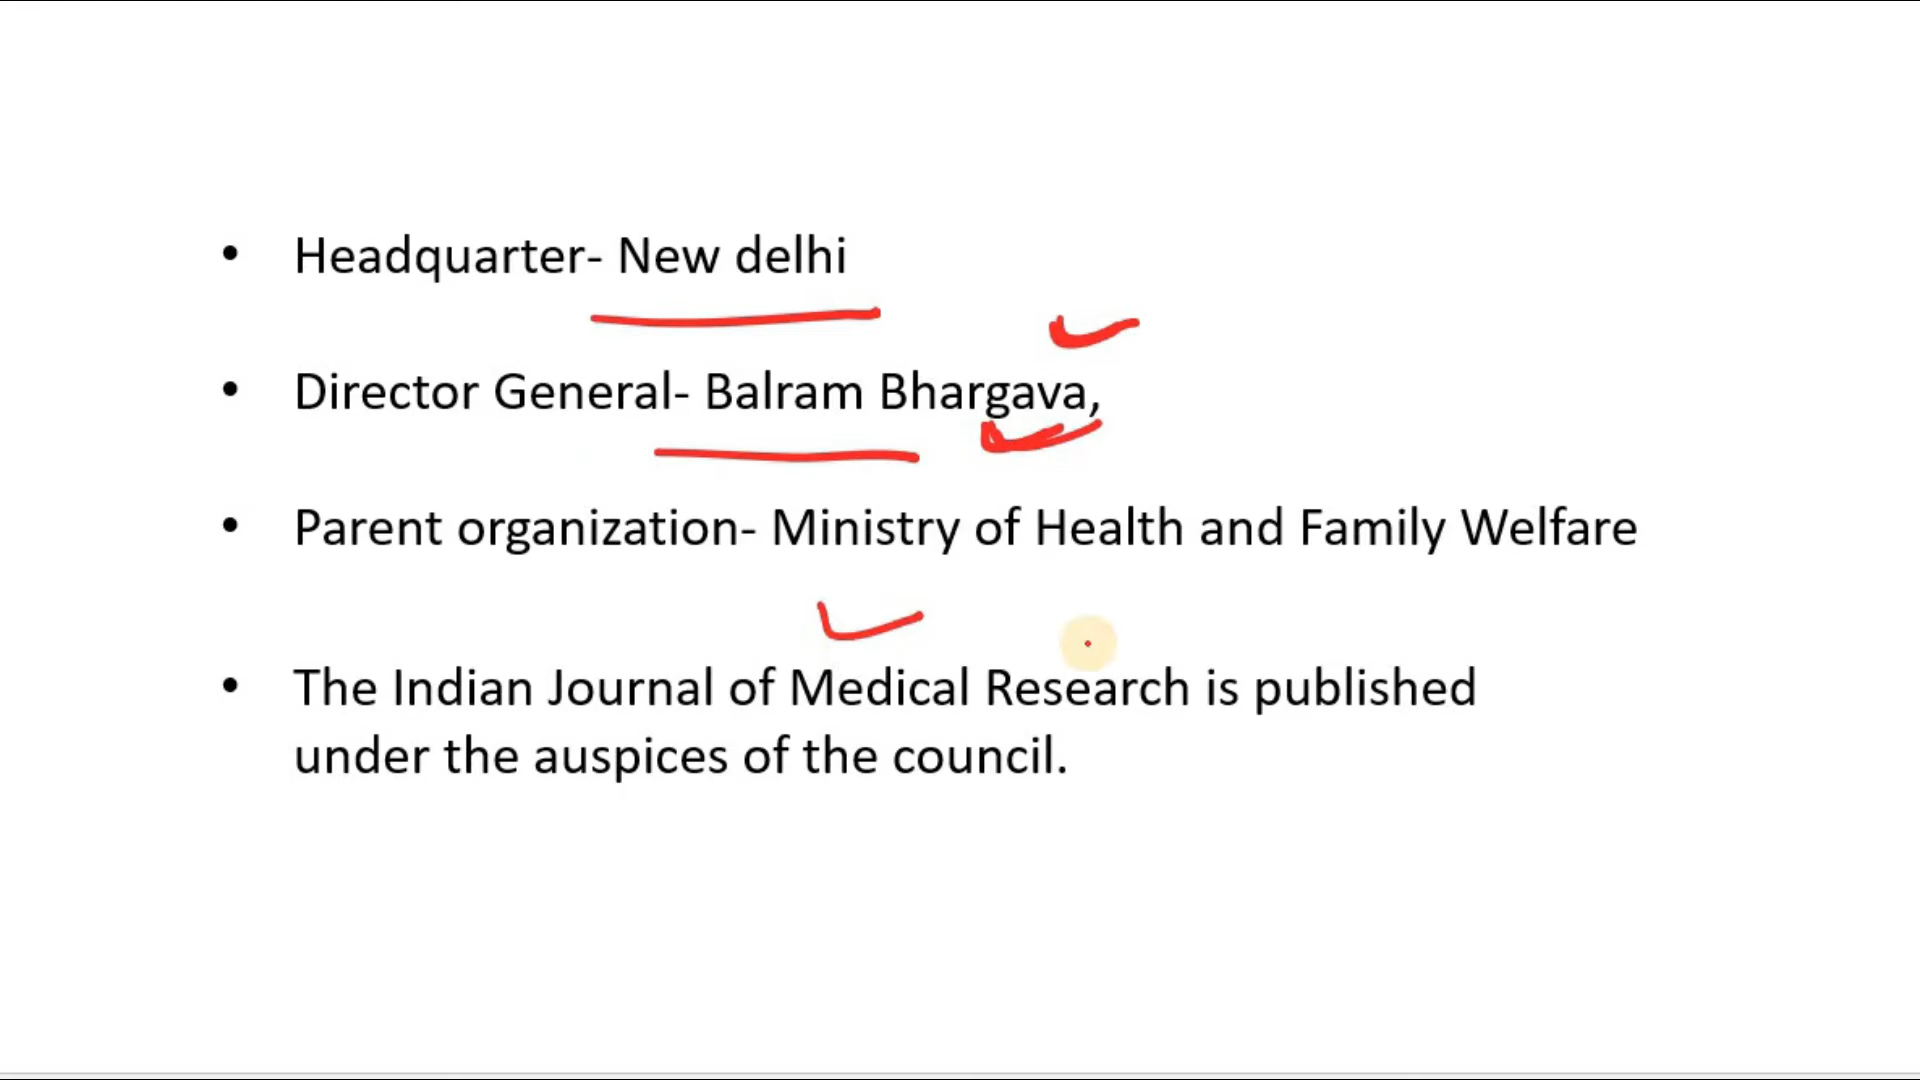 • Headquarter- New delhi
• Director General- Balram Bhargava,
• Parent organization- Ministry of Health and Family Welfare
• The Indian Journal of Medical Research is published
under the auspices of the council.